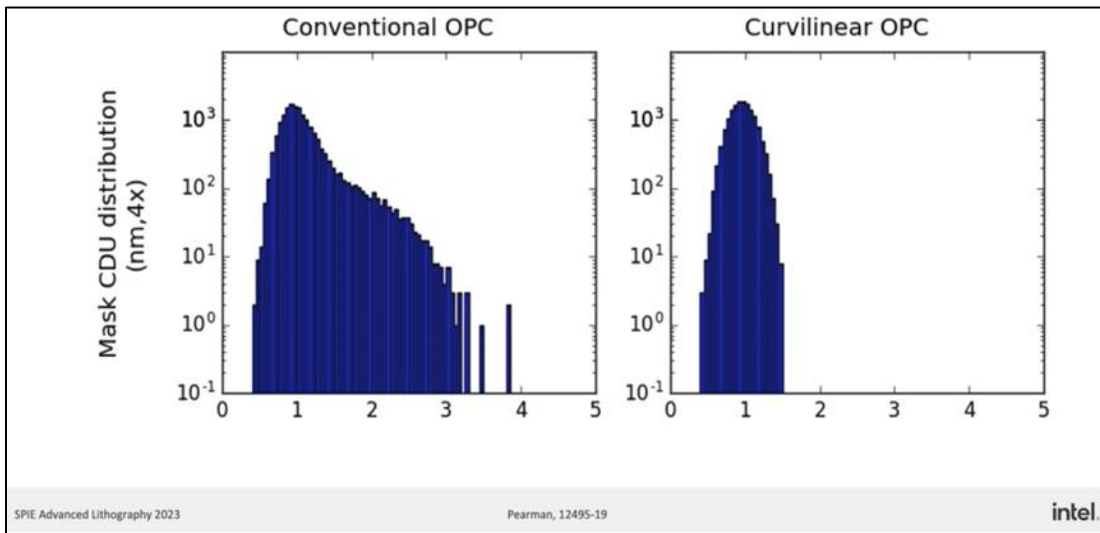 Conventional OPC
Curvilinear OPC
Mask CDU distribution
(nm,4x)
10³
10²
10¹
10⁰
10⁻¹
0 1 2 3 4 5
10³
10²
10¹
10⁰
10⁻¹
0 1 2 3 4 5
SPIE Advanced Lithography 2023
Pearman, 12495-19
intel.